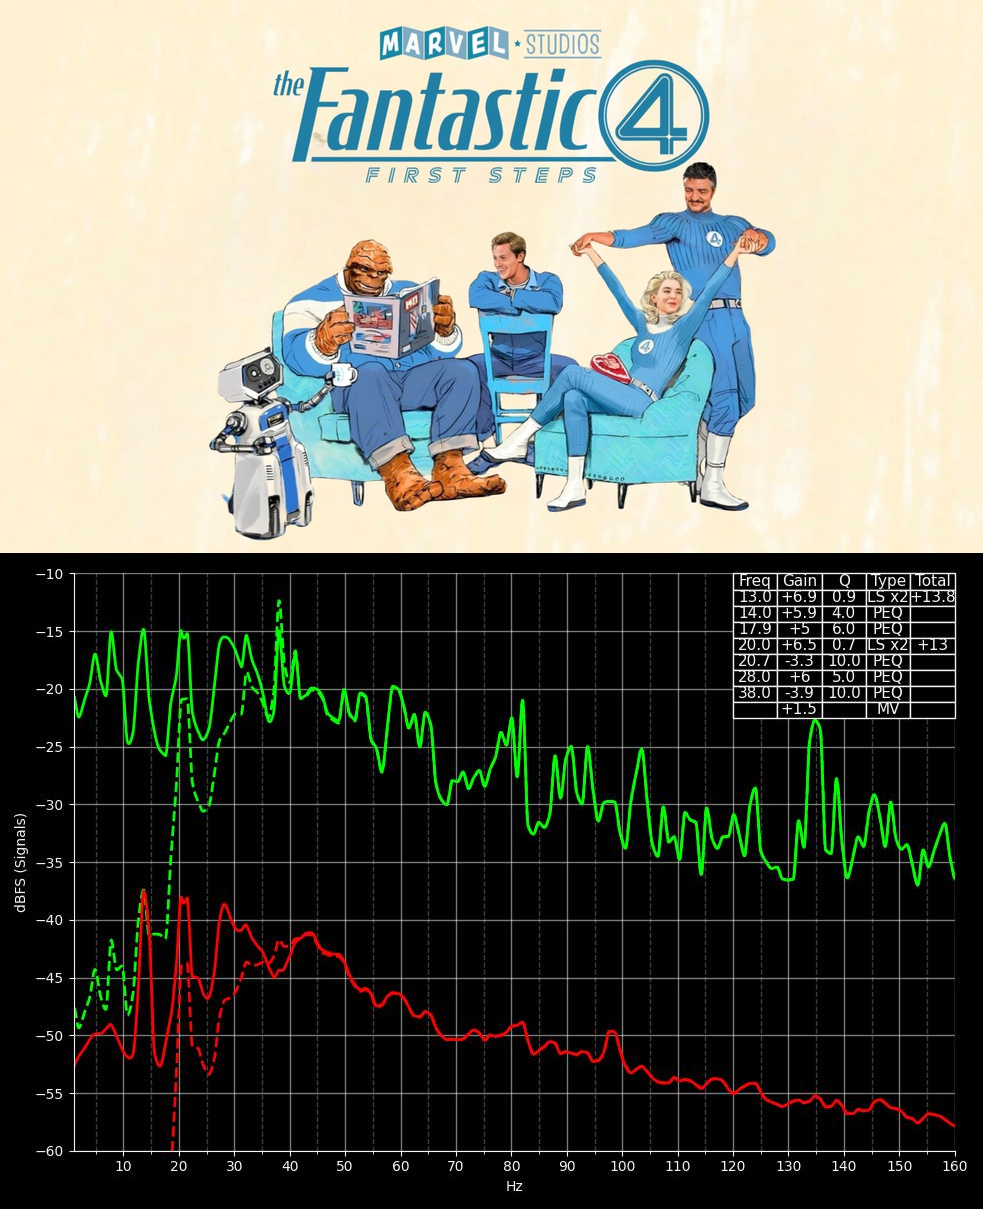 MARVEL ★ STUDIOS
the Fantastic 4
FIRST STEPS
4
4
Freq Gain Q Type Total
13.0 +6.9 0.9 LS x2 +13.8
14.0 +5.9 4.0 PEQ
17.9 +5 6.0 PEQ
20.0 +6.5 0.7 LS x2 +13
20.7 -3.3 10.0 PEQ
28.0 +6 5.0 PEQ
38.0 -3.9 10.0 PEQ
+1.5 MV
−10
−15
−20
−25
−30
−35
−40
−45
−50
−55
−60
dBFS (Signals)
10 20 30 40 50 60 70 80 90 100 110 120 130 140 150 160
Hz